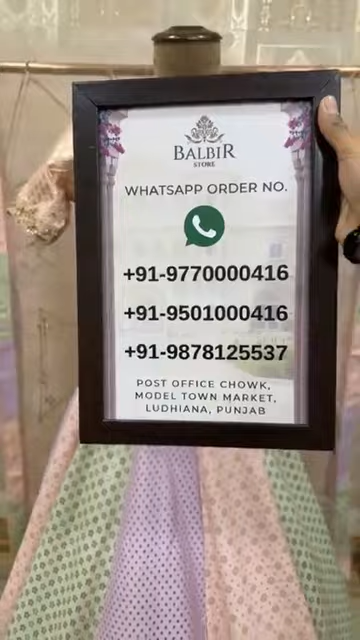 BALBIR
STORE
WHATSAPP ORDER NO.
+91-9770000416
+91-9501000416
+91-9878125537
POST OFFICE CHOWK,
MODEL TOWN MARKET,
LUDHIANA, PUNJAB